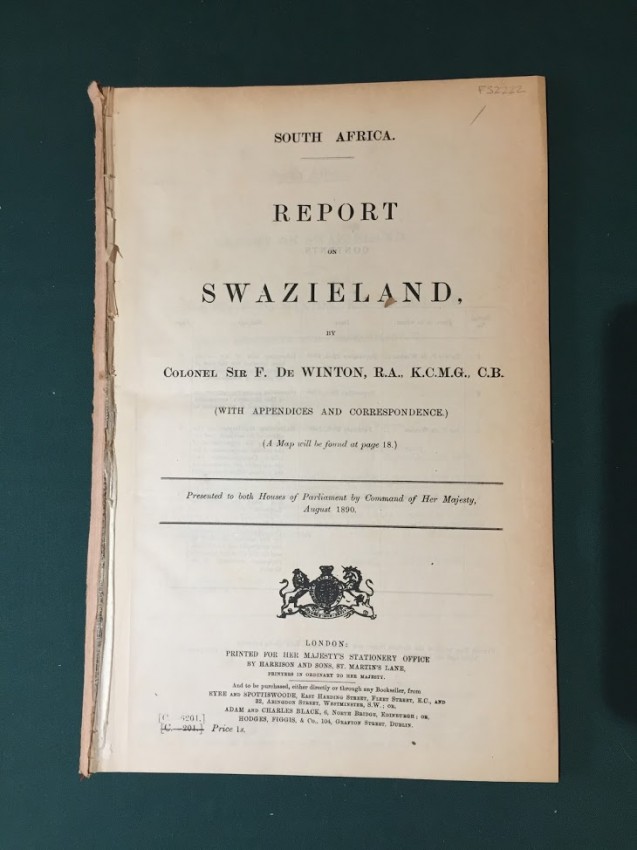 F32222
SOUTH AFRICA.
REPORT
ON
SWAZIELAND,
BY
COLONEL SIR F. DE WINTON, R.A., K.C.M.G., C.B.
(WITH APPENDICES AND CORRESPONDENCE.)
(A Map will be found at page 18.)
Presented to both Houses of Parliament by Command of Her Majesty,
August 1890.
LONDON:
PRINTED FOR HER MAJESTY'S STATIONERY OFFICE
BY HARRISON AND SONS, ST. MARTIN'S LANE,
PRINTERS IN ORDINARY TO HER MAJESTY.
And to be purchased, either directly or through any Bookseller, from
EYRE AND SPOTTISWOODE, EAST HARDING STREET, FLEET STREET, E.C., AND
32, ABINGDON STREET, WESTMINSTER, S.W.; OR,
ADAM AND CHARLES BLACK, 6, NORTH BRIDGE, EDINBURGH; OR,
HODGES, FIGGIS, & Co., 104, GRAFTON STREET, DUBLIN.
[C.—6201.]
[C.—201.] Price 1s.